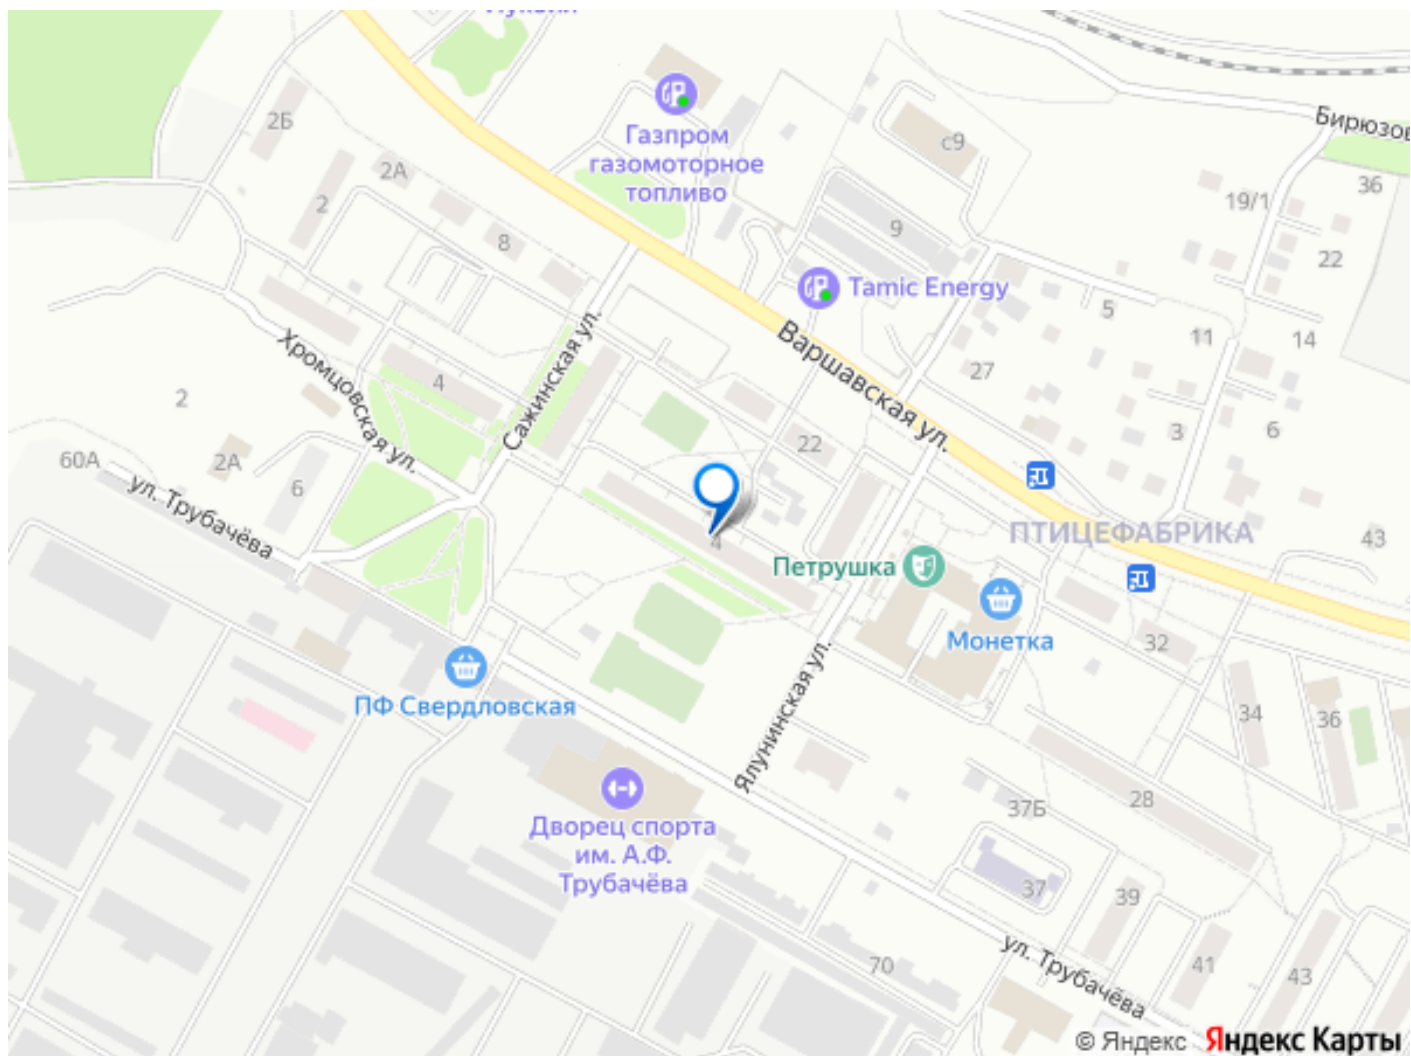 Газпром
газомоторное
топливо
Бирюзов
2Б
2А
2
8
с9
9
36
19/1
22
Tamic Energy
5
11
14
Варшавская ул.
Сажинская ул.
Хромцовская ул.
4
2
27
3
6
22
60А
2А
6
ул. Трубачёва
4
ПТИЦЕФАБРИКА
43
Петрушка
Монетка
32
ПФ Свердловская
Ялунинская ул.
34
36
Дворец спорта
им. А.Ф.
Трубачёва
37Б
28
37
39
70
ул. Трубачёва
41
43
© Яндекс Яндекс Карты